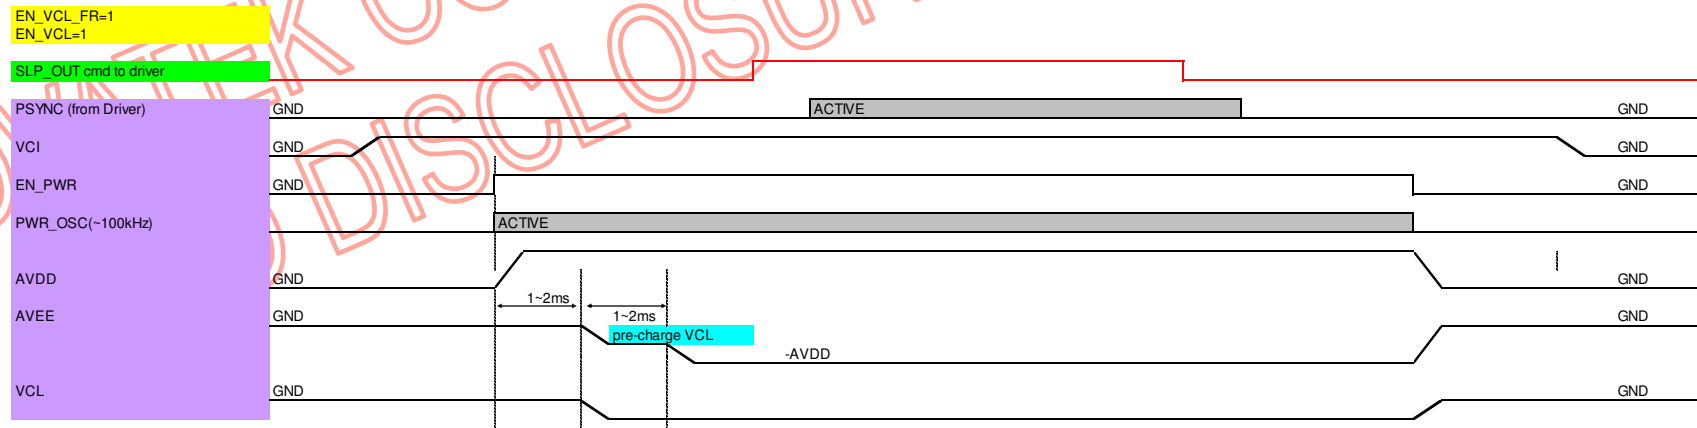 EN_VCL_FR=1
EN_VCL=1
SLP_OUT cmd to driver
PSYNC (from Driver) GND ACTIVE GND
VCI GND GND
EN_PWR GND GND
PWR_OSC(~100kHz) ACTIVE
AVDD GND GND
1~2ms
AVEE GND 1~2ms GND
pre-charge VCL
-AVDD
VCL GND GND
DISCLOSU